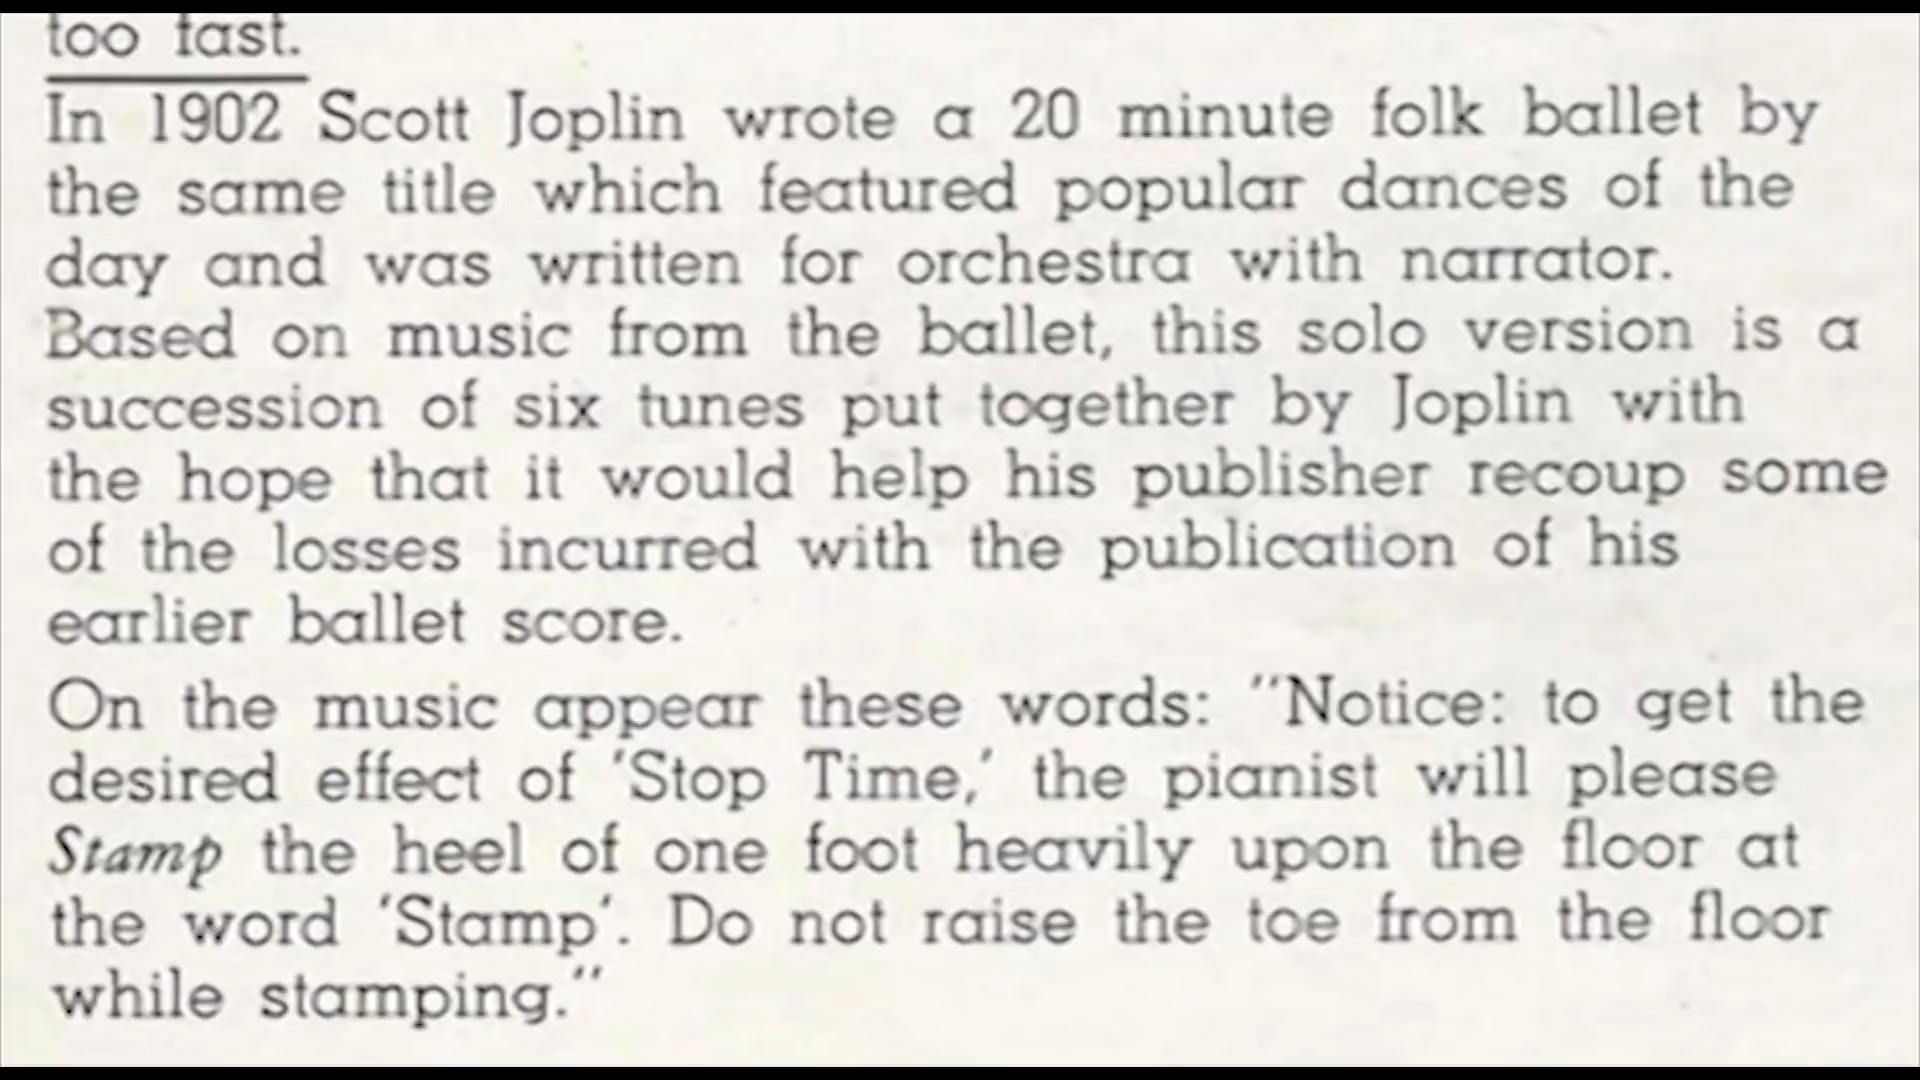 too fast.
In 1902 Scott Joplin wrote a 20 minute folk ballet by
the same title which featured popular dances of the
day and was written for orchestra with narrator.
Based on music from the ballet, this solo version is a
succession of six tunes put together by Joplin with
the hope that it would help his publisher recoup some
of the losses incurred with the publication of his
earlier ballet score.
On the music appear these words: "Notice: to get the
desired effect of 'Stop Time,' the pianist will please
Stamp the heel of one foot heavily upon the floor at
the word 'Stamp'. Do not raise the toe from the floor
while stamping."